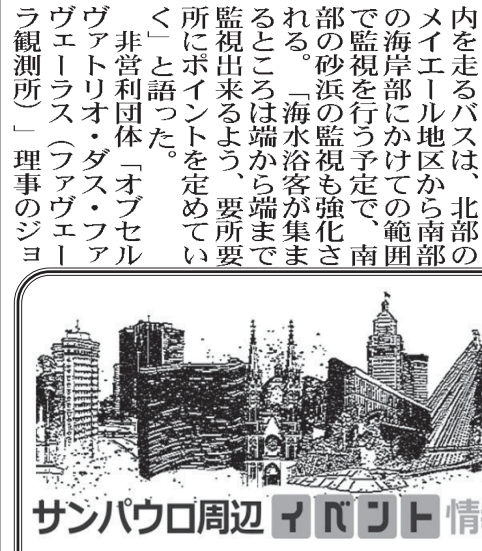 内を走るバスは、北部の
メイエール地区から南部
の海岸部にかけての範囲
で監視を行う予定で、南
部の砂浜の監視も強化さ
れる。「海水浴客が集ま
るところは端から端まで
監視出来るよう、要所要
所にポイントを定めてい
く」と語った。
非営利団体「オブセル
ヴァトリオ・ダス・ファ
ヴェーラス（ファヴェー
ラ観測所）」理事のジョ
サンパウロ周辺イベント情